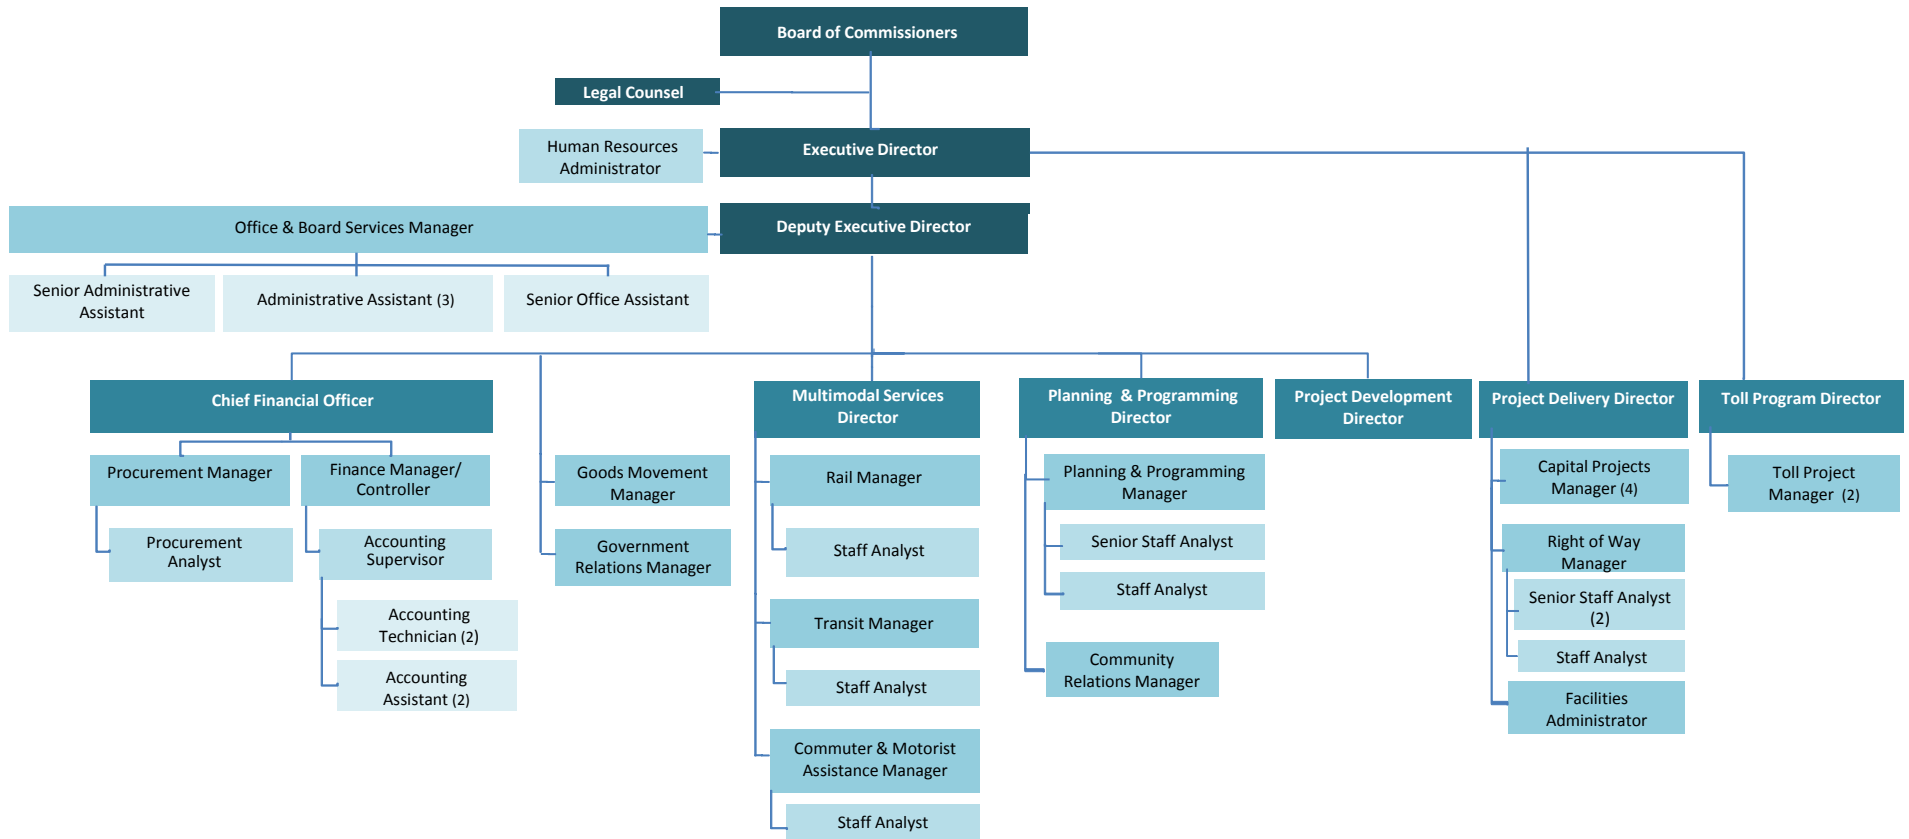 Board of Commissioners
Legal Counsel
Human Resources
Administrator
Executive Director
Office & Board Services Manager
Deputy Executive Director
Senior Administrative
Assistant
Administrative Assistant (3)
Senior Office Assistant
Chief Financial Officer
Procurement Manager
Procurement
Analyst
Finance Manager/
Controller
Accounting
Supervisor
Accounting
Technician (2)
Accounting
Assistant (2)
Goods Movement
Manager
Government
Relations Manager
Multimodal Services
Director
Rail Manager
Staff Analyst
Transit Manager
Staff Analyst
Commuter & Motorist
Assistance Manager
Staff Analyst
Planning & Programming
Director
Planning & Programming
Manager
Senior Staff Analyst
Staff Analyst
Community
Relations Manager
Project Development
Director
Project Delivery Director
Capital Projects
Manager (4)
Right of Way
Manager
Senior Staff Analyst
(2)
Staff Analyst
Facilities
Administrator
Toll Program Director
Toll Project
Manager (2)